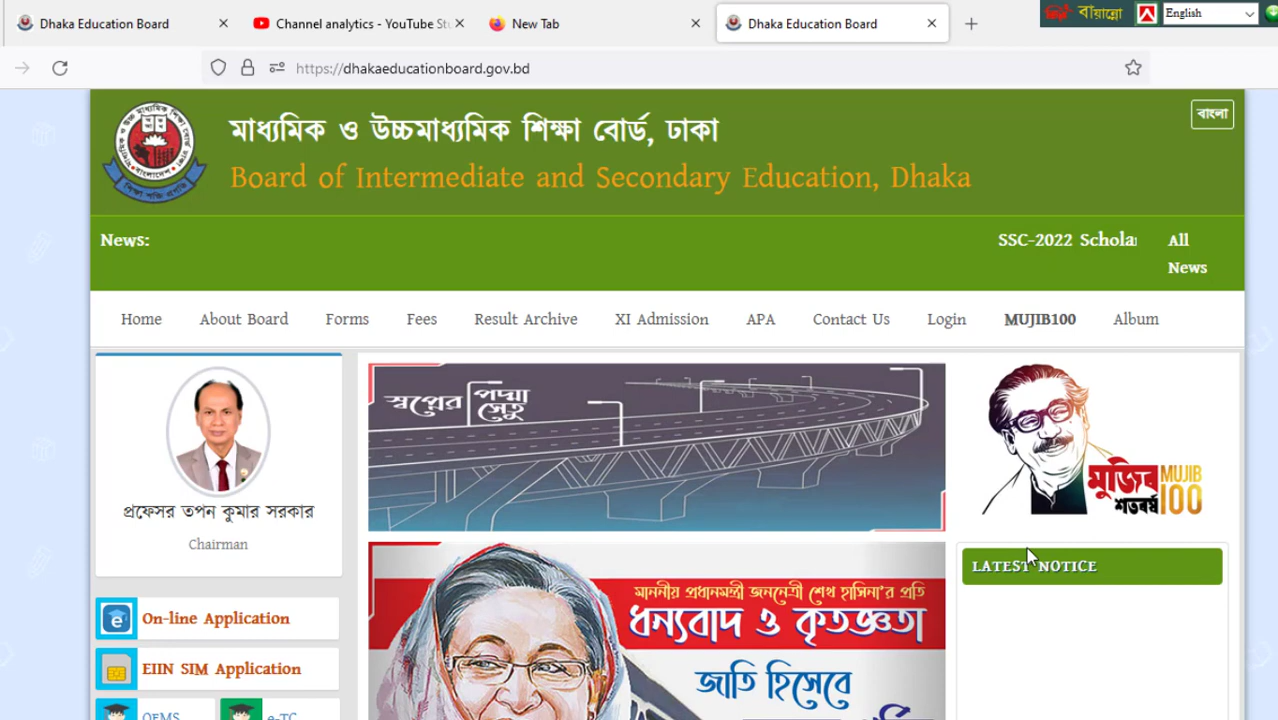 Dhaka Education Board
Channel analytics - YouTube Stu
New Tab
Dhaka Education Board
English
https://dhakaeducationboard.gov.bd
মাধ্যমিক ও উচ্চমাধ্যমিক শিক্ষা বোর্ড, ঢাকা
বাংলা
Board of Intermediate and Secondary Education, Dhaka
News:
SSC-2022 Schola
All
News
Home
About Board
Forms
Fees
Result Archive
XI Admission
APA
Contact Us
Login
MUJIB100
Album
প্রফেসর তপন কুমার সরকার
Chairman
On-line Application
EIIN SIM Application
OEMS
e-TC
স্বপ্নের পদ্মা
সেতু
মাননীয় প্রধানমন্ত্রী জননেত্রী শেখ হাসিনা'র প্রতি
ধন্যবাদ ও কৃতজ্ঞতা
জাতি হিসেবে
মুজিব MUJIB
শতবর্ষ 100
LATEST NOTICE